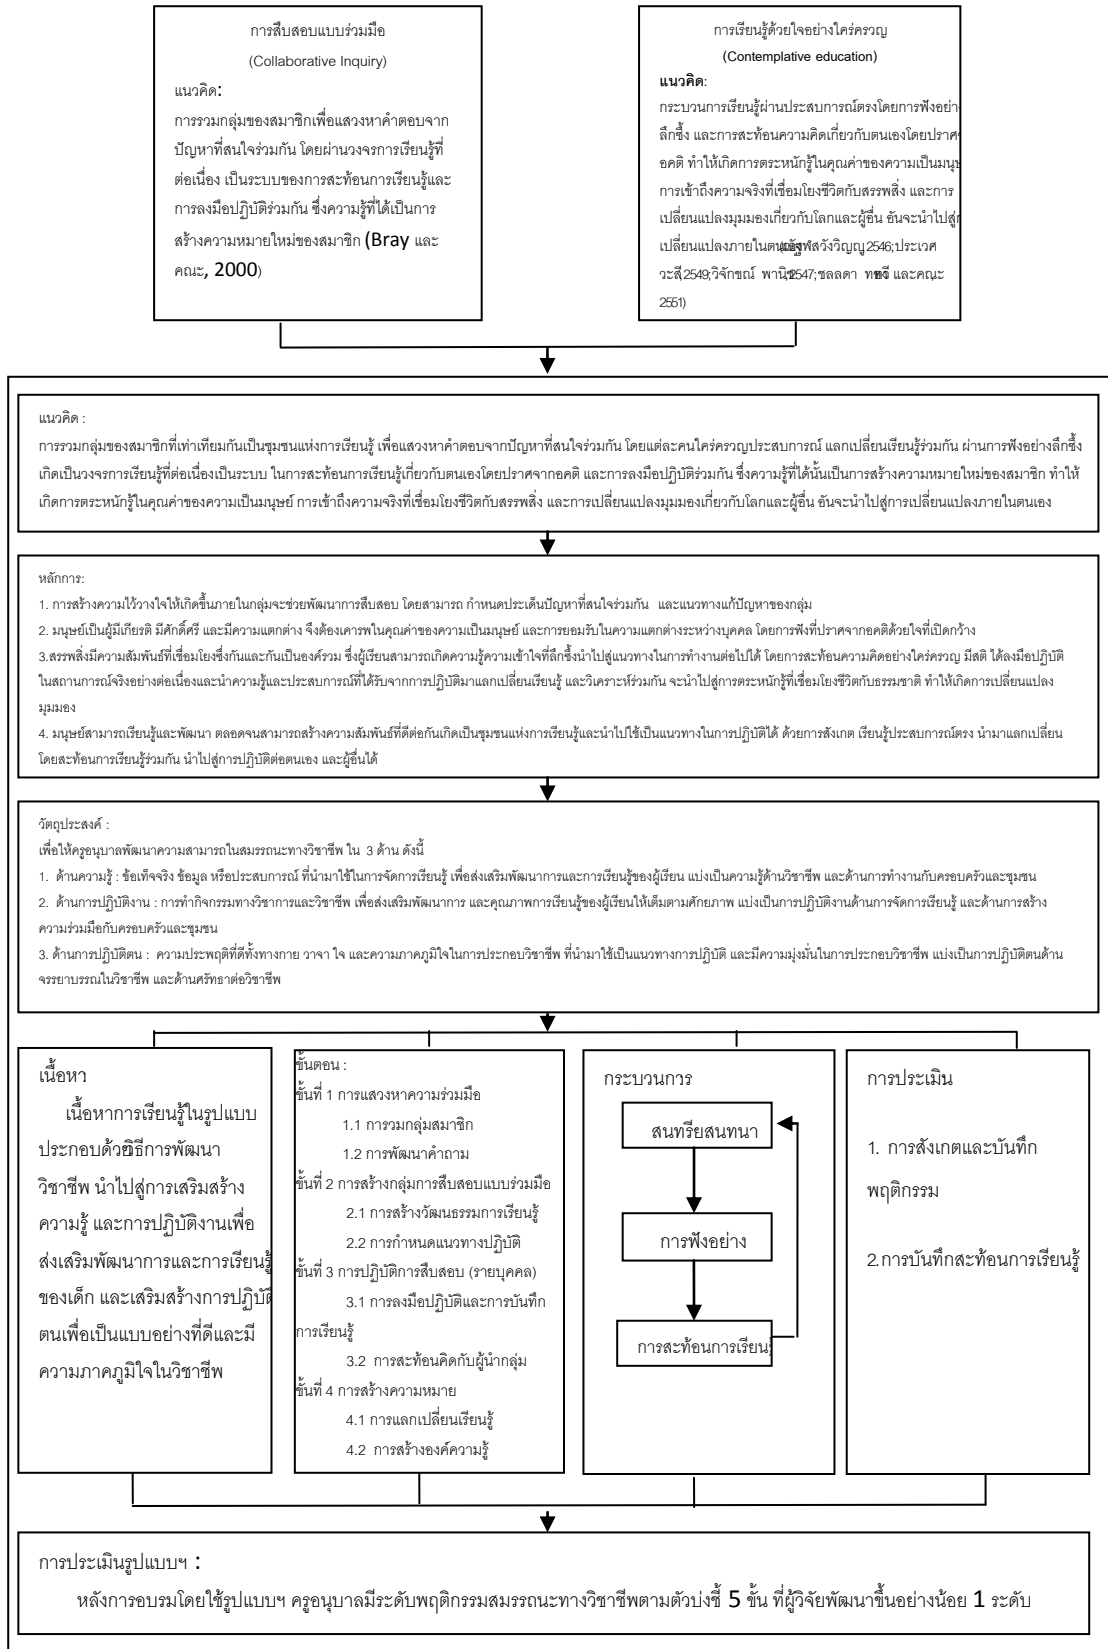 การสืบสอบแบบร่วมมือ
(Collaborative Inquiry)
แนวคิด:
การรวมกลุ่มของสมาชิกเพื่อแสวงหาคำตอบจาก
ปัญหาที่สนใจร่วมกัน โดยผ่านวงจรการเรียนรู้ที่
ต่อเนื่อง เป็นระบบของการสะท้อนการเรียนรู้และ
การลงมือปฏิบัติร่วมกัน ซึ่งความรู้ที่ได้เป็นการ
สร้างความหมายใหม่ของสมาชิก (Bray และ
คณะ, 2000)
การเรียนรู้ด้วยใจอย่างใคร่ครวญ
(Contemplative education)
แนวคิด:
กระบวนการเรียนรู้ผ่านประสบการณ์ตรงโดยการฟังอย่าง
ลึกซึ้ง และการสะท้อนความคิดเกี่ยวกับตนเองโดยปราศ
อคติ ทำให้เกิดการตระหนักรู้ในคุณค่าของความเป็นมนุษ
การเข้าถึงความจริงที่เชื่อมโยงชีวิตกับสรรพสิ่ง และการ
เปลี่ยนแปลงมุมมองเกี่ยวกับโลกและผู้อื่น อันจะนำไปสู่
เปลี่ยนแปลงภายในตน วังวิญญู 2546;ประเวศ
วะสี,2549;วิจักขณ์ พานิช,2547;ชลลดา ทองทวี และคณะ
2551)
แนวคิด :
การรวมกลุ่มของสมาชิกที่เท่าเทียมกันเป็นชุมชนแห่งการเรียนรู้ เพื่อแสวงหาคำตอบจากปัญหาที่สนใจร่วมกัน โดยแต่ละคนใคร่ครวญประสบการณ์ แลกเปลี่ยนเรียนรู้ร่วมกัน ผ่านการฟังอย่างลึกซึ้ง
เกิดเป็นวงจรการเรียนรู้ที่ต่อเนื่องเป็นระบบ ในการสะท้อนการเรียนรู้เกี่ยวกับตนเองโดยปราศจากอคติ และการลงมือปฏิบัติร่วมกัน ซึ่งความรู้ที่ได้นั้นเป็นการสร้างความหมายใหม่ของสมาชิก ทำให้
เกิดการตระหนักรู้ในคุณค่าของความเป็นมนุษย์ การเข้าถึงความจริงที่เชื่อมโยงชีวิตกับสรรพสิ่ง และการเปลี่ยนแปลงมุมมองเกี่ยวกับโลกและผู้อื่น อันจะนำไปสู่การเปลี่ยนแปลงภายในตนเอง
หลักการ:
1. การสร้างความไว้วางใจให้เกิดขึ้นภายในกลุ่มจะช่วยพัฒนาการสืบสอบ โดยสามารถ กำหนดประเด็นปัญหาที่สนใจร่วมกัน และแนวทางแก้ปัญหาของกลุ่ม
2. มนุษย์เป็นผู้มีเกียรติ มีศักดิ์ศรี และมีความแตกต่าง จึงต้องเคารพในคุณค่าของความเป็นมนุษย์ และการยอมรับในความแตกต่างระหว่างบุคคล โดยการฟังที่ปราศจากอคติด้วยใจที่เปิดกว้าง
3.สรรพสิ่งมีความสัมพันธ์ที่เชื่อมโยงซึ่งกันและกันเป็นองค์รวม ซึ่งผู้เรียนสามารถเกิดความรู้ความเข้าใจที่ลึกซึ้งนำไปสู่แนวทางในการทำงานต่อไปได้ โดยการสะท้อนความคิดอย่างใคร่ครวญ มีสติ ได้ลงมือปฏิบัติ
ในสถานการณ์จริงอย่างต่อเนื่องและนำความรู้และประสบการณ์ที่ได้รับจากการปฏิบัติมาแลกเปลี่ยนเรียนรู้ และวิเคราะห์ร่วมกัน จะนำไปสู่การตระหนักรู้ที่เชื่อมโยงชีวิตกับธรรมชาติ ทำให้เกิดการเปลี่ยนแปลง
มุมมอง
4. มนุษย์สามารถเรียนรู้และพัฒนา ตลอดจนสามารถสร้างความสัมพันธ์ที่ดีต่อกันเกิดเป็นชุมชนแห่งการเรียนรู้และนำไปใช้เป็นแนวทางในการปฏิบัติได้ ด้วยการสังเกต เรียนรู้ประสบการณ์ตรง นำมาแลกเปลี่ยน
โดยสะท้อนการเรียนรู้ร่วมกัน นำไปสู่การปฏิบัติต่อตนเอง และผู้อื่นได้
วัตถุประสงค์ :
เพื่อให้ครูอนุบาลพัฒนาความสามารถในสมรรถนะทางวิชาชีพ ใน 3 ด้าน ดังนี้
1. ด้านความรู้ : ข้อเท็จจริง ข้อมูล หรือประสบการณ์ ที่นำมาใช้ในการจัดการเรียนรู้ เพื่อส่งเสริมพัฒนาการและการเรียนรู้ของผู้เรียน แบ่งเป็นความรู้ด้านวิชาชีพ และด้านการทำงานกับครอบครัวและชุมชน
2. ด้านการปฏิบัติงาน : การทำกิจกรรมทางวิชาการและวิชาชีพ เพื่อส่งเสริมพัฒนาการ และคุณภาพการเรียนรู้ของผู้เรียนให้เต็มตามศักยภาพ แบ่งเป็นการปฏิบัติงานด้านการจัดการเรียนรู้ และด้านการสร้าง
ความร่วมมือกับครอบครัวและชุมชน
3. ด้านการปฏิบัติตน : ความประพฤติที่ดีทั้งทางกาย วาจา ใจ และความภาคภูมิใจในการประกอบวิชาชีพ ที่นำมาใช้เป็นแนวทางการปฏิบัติ และมีความมุ่งมั่นในการประกอบวิชาชีพ แบ่งเป็นการปฏิบัติตนด้าน
จรรยาบรรณในวิชาชีพ และด้านศรัทธาต่อวิชาชีพ
เนื้อหา
เนื้อหาการเรียนรู้ในรูปแบบ
ประกอบด้วยวิธีการพัฒนา
วิชาชีพ นำไปสู่การเสริมสร้าง
ความรู้ และการปฏิบัติงานเพื่อ
ส่งเสริมพัฒนาการและการเรียนรู้
ของเด็ก และเสริมสร้างการปฏิบัติ
ตนเพื่อเป็นแบบอย่างที่ดีและมี
ความภาคภูมิใจในวิชาชีพ
ขั้นตอน :
ขั้นที่ 1 การแสวงหาความร่วมมือ
1.1 การรวมกลุ่มสมาชิก
1.2 การพัฒนาคำถาม
ขั้นที่ 2 การสร้างกลุ่มการสืบสอบแบบร่วมมือ
2.1 การสร้างวัฒนธรรมการเรียนรู้
2.2 การกำหนดแนวทางปฏิบัติ
ขั้นที่ 3 การปฏิบัติการสืบสอบ (รายบุคคล)
3.1 การลงมือปฏิบัติและการบันทึก
การเรียนรู้
3.2 การสะท้อนคิดกับผู้นำกลุ่ม
ขั้นที่ 4 การสร้างความหมาย
4.1 การแลกเปลี่ยนเรียนรู้
4.2 การสร้างองค์ความรู้
กระบวนการ
สนทรียสนทนา
การฟังอย่าง
การสะท้อนการเรียนรู้
การประเมิน
1. การสังเกตและบันทึก
พฤติกรรม
2.การบันทึกสะท้อนการเรียนรู้
การประเมินรูปแบบฯ :
หลังการอบรมโดยใช้รูปแบบฯ ครูอนุบาลมีระดับพฤติกรรมสมรรถนะทางวิชาชีพตามตัวบ่งชี้ 5 ขั้น ที่ผู้วิจัยพัฒนาขึ้นอย่างน้อย 1 ระดับ